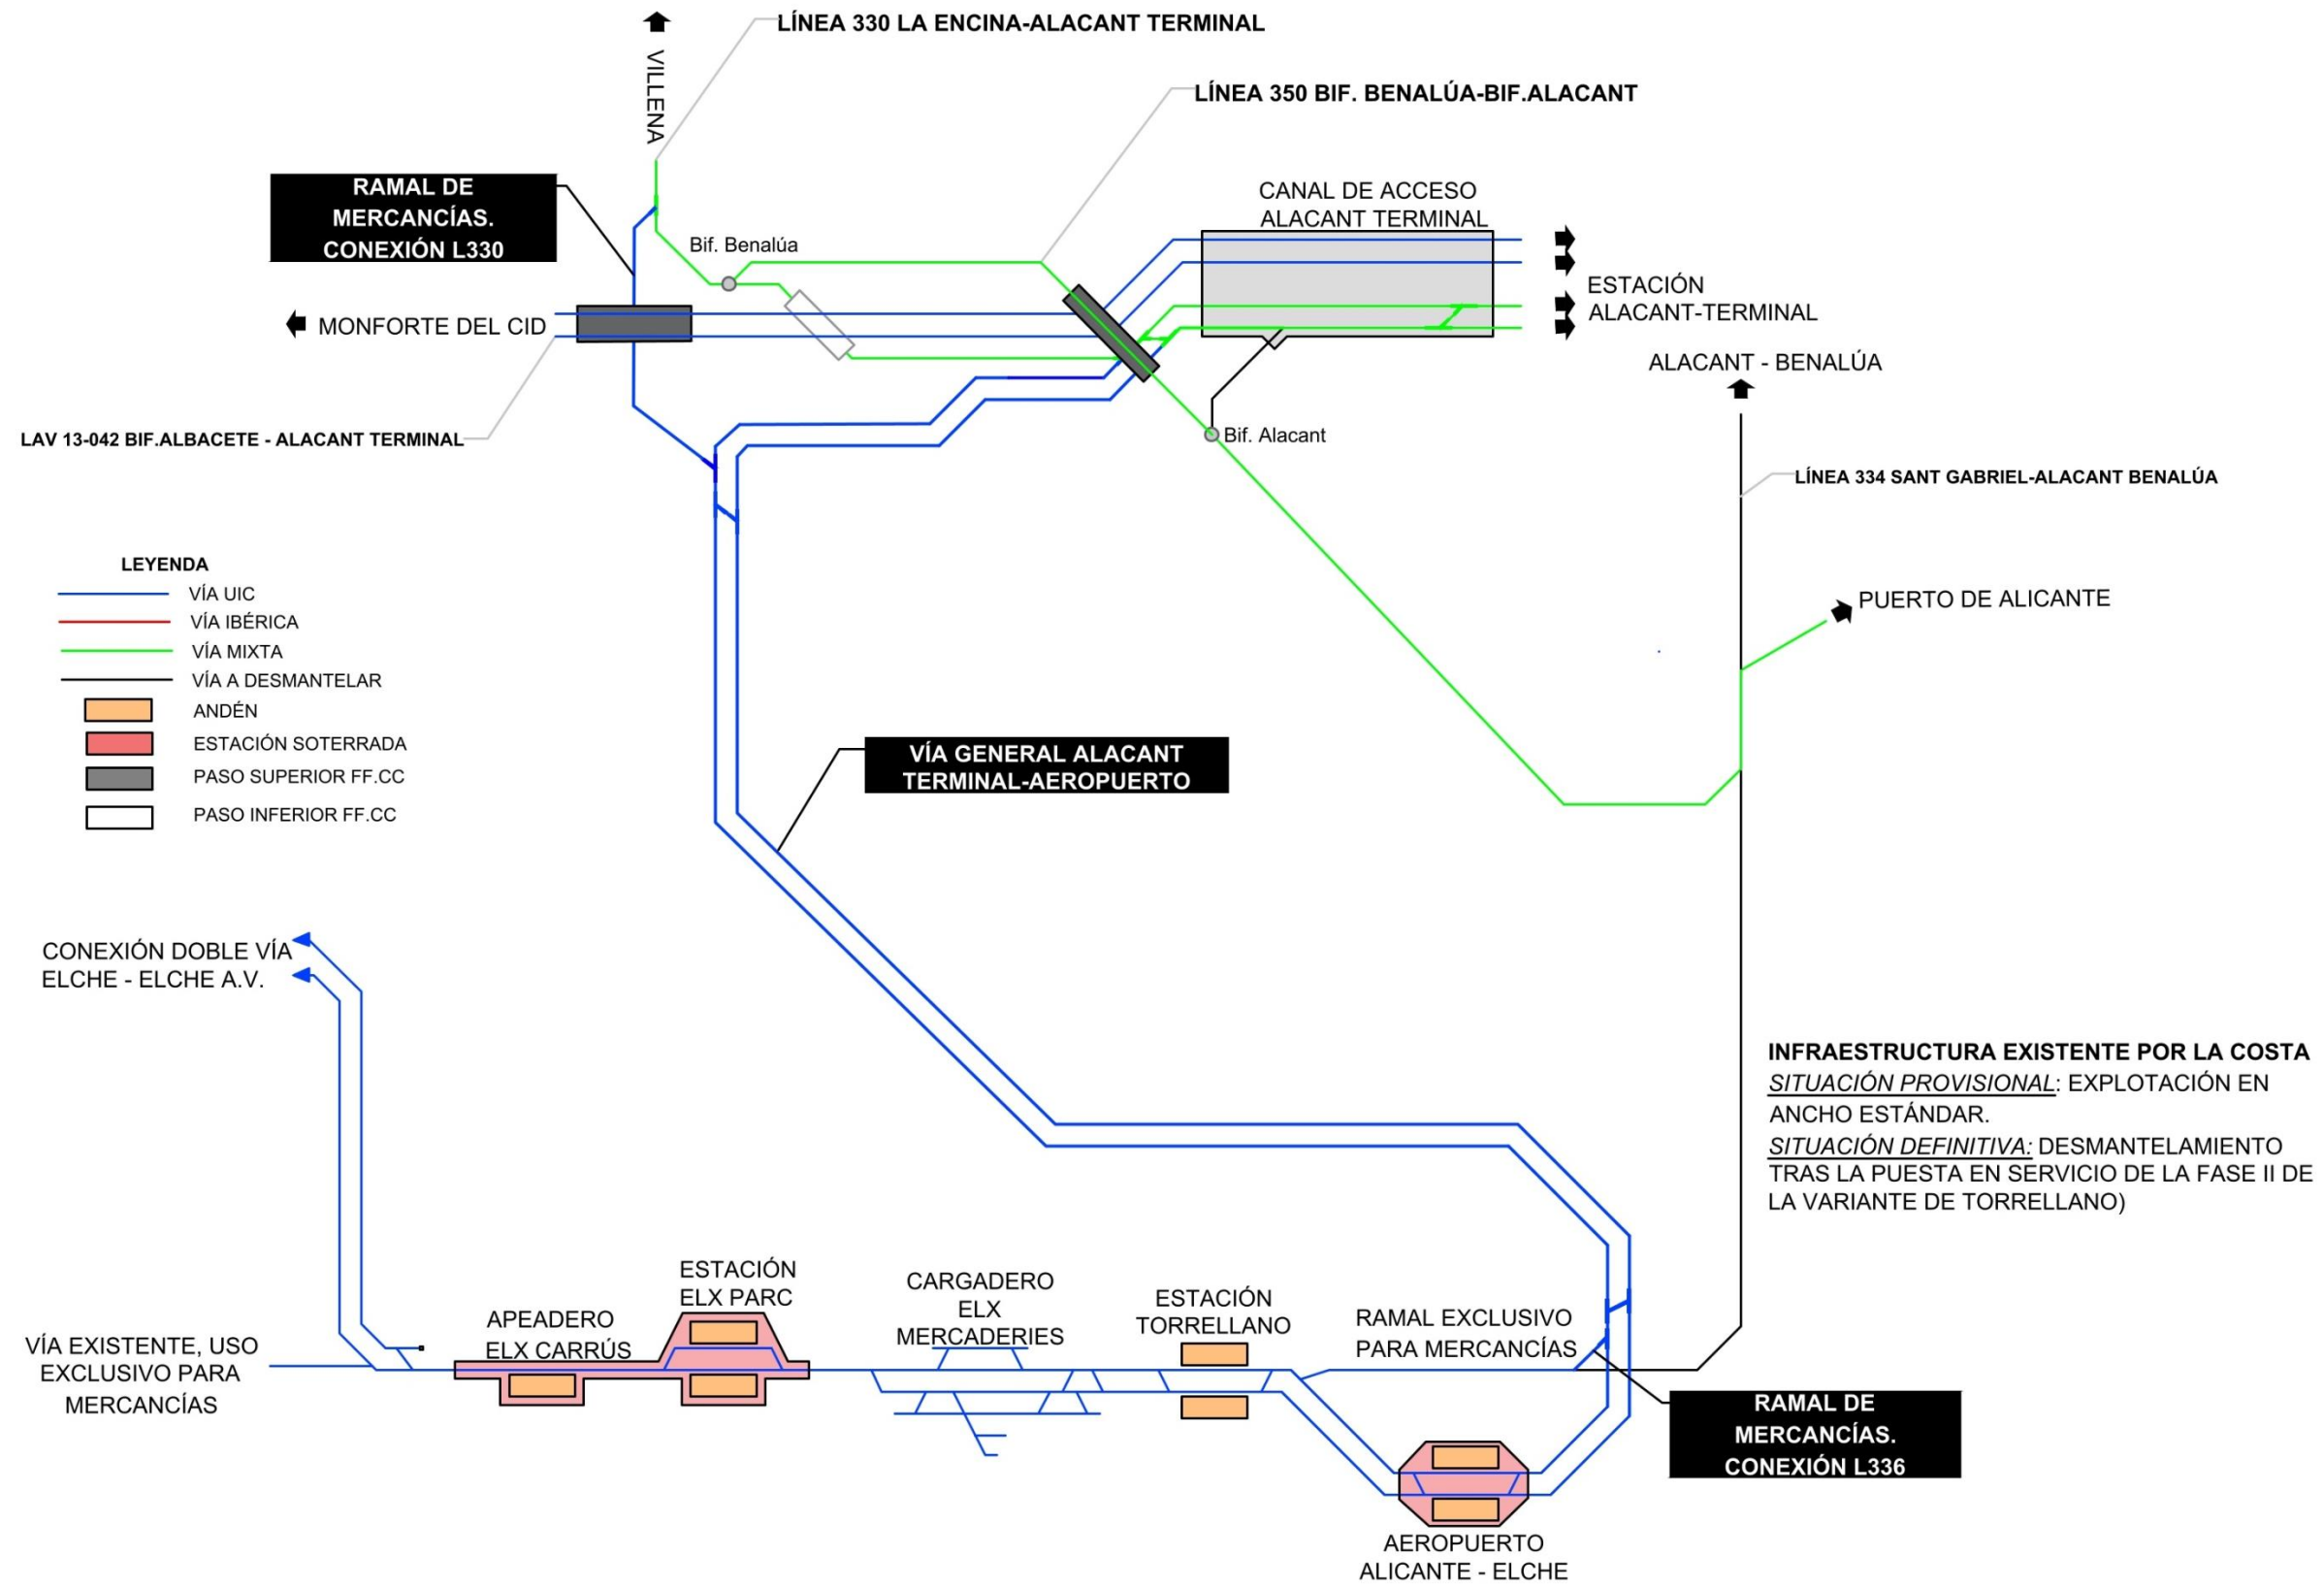 LÍNEA 330 LA ENCINA-ALACANT TERMINAL
VILLENA
LÍNEA 350 BIF. BENALÚA-BIF.ALACANT
RAMAL DE
MERCANCÍAS.
CONEXIÓN L330
CANAL DE ACCESO
ALACANT TERMINAL
Bif. Benalúa
ESTACIÓN
ALACANT-TERMINAL
MONFORTE DEL CID
ALACANT - BENALÚA
LAV 13-042 BIF.ALBACETE - ALACANT TERMINAL
Bif. Alacant
LÍNEA 334 SANT GABRIEL-ALACANT BENALÚA
LEYENDA
VÍA UIC
VÍA IBÉRICA
VÍA MIXTA
VÍA A DESMANTELAR
ANDÉN
ESTACIÓN SOTERRADA
PASO SUPERIOR FF.CC
PASO INFERIOR FF.CC
PUERTO DE ALICANTE
VÍA GENERAL ALACANT
TERMINAL-AEROPUERTO
CONEXIÓN DOBLE VÍA
ELCHE - ELCHE A.V.
INFRAESTRUCTURA EXISTENTE POR LA COSTA
SITUACIÓN PROVISIONAL: EXPLOTACIÓN EN
ANCHO ESTÁNDAR.
SITUACIÓN DEFINITIVA: DESMANTELAMIENTO
TRAS LA PUESTA EN SERVICIO DE LA FASE II DE
LA VARIANTE DE TORRELLANO)
VÍA EXISTENTE, USO
EXCLUSIVO PARA
MERCANCÍAS
APEADERO
ELX CARRÚS
ESTACIÓN
ELX PARC
CARGADERO
ELX
MERCADERIES
ESTACIÓN
TORRELLANO
RAMAL EXCLUSIVO
PARA MERCANCÍAS
RAMAL DE
MERCANCÍAS.
CONEXIÓN L336
AEROPUERTO
ALICANTE - ELCHE